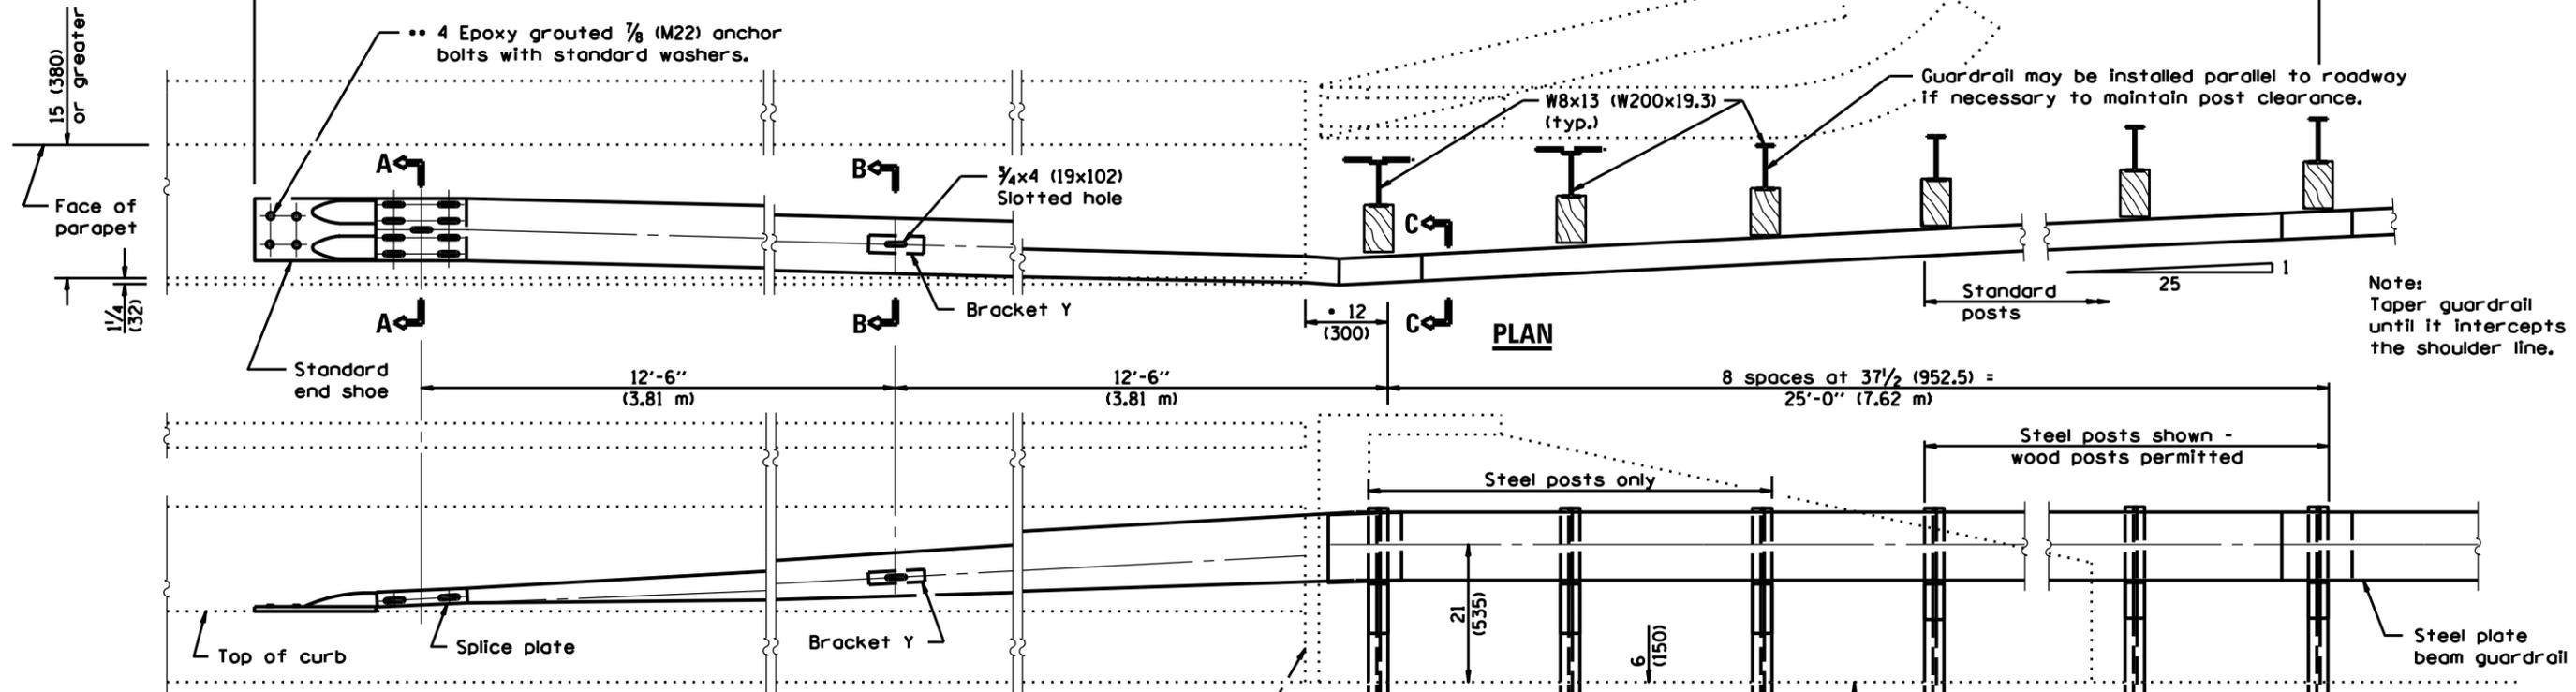 15 (380)
or greater
•• 4 Epoxy grouted ⅞ (M22) anchor
bolts with standard washers.
Face of
parapet
1¼
(32)
A
A
B
B
¾x4 (19x102)
Slotted hole
Bracket Y
Standard
end shoe
W8x13 (W200x19.3)
(typ.)
Guardrail may be installed parallel to roadway
if necessary to maintain post clearance.
C
C
• 12
(300)
PLAN
Standard
posts
25
1
Note:
Taper guardrail
until it intercepts
the shoulder line.
12'-6"
(3.81 m)
12'-6"
(3.81 m)
8 spaces at 37½ (952.5) =
25'-0" (7.62 m)
Steel posts shown -
wood posts permitted
Steel posts only
21
(535)
6
(150)
Top of curb
Splice plate
Bracket Y
Steel plate
beam guardrail